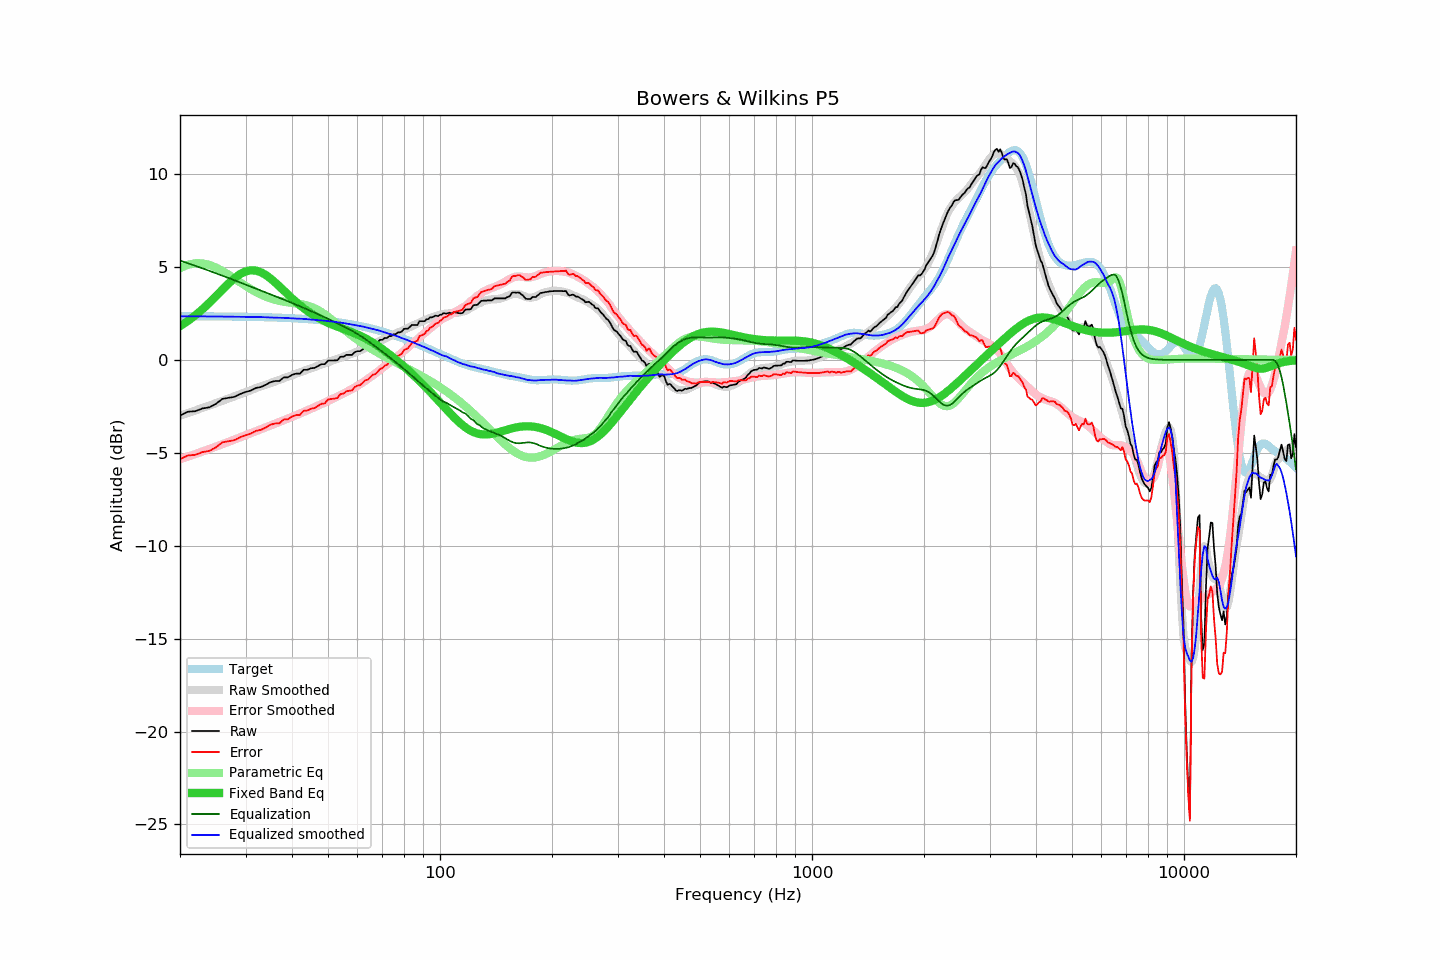 Bowers & Wilkins P5
10
5
0
−5
−10
−15
−20
−25
Amplitude (dBr)
Target
Raw Smoothed
Error Smoothed
Raw
Error
Parametric Eq
Fixed Band Eq
Equalization
Equalized smoothed
100
1000
10000
Frequency (Hz)